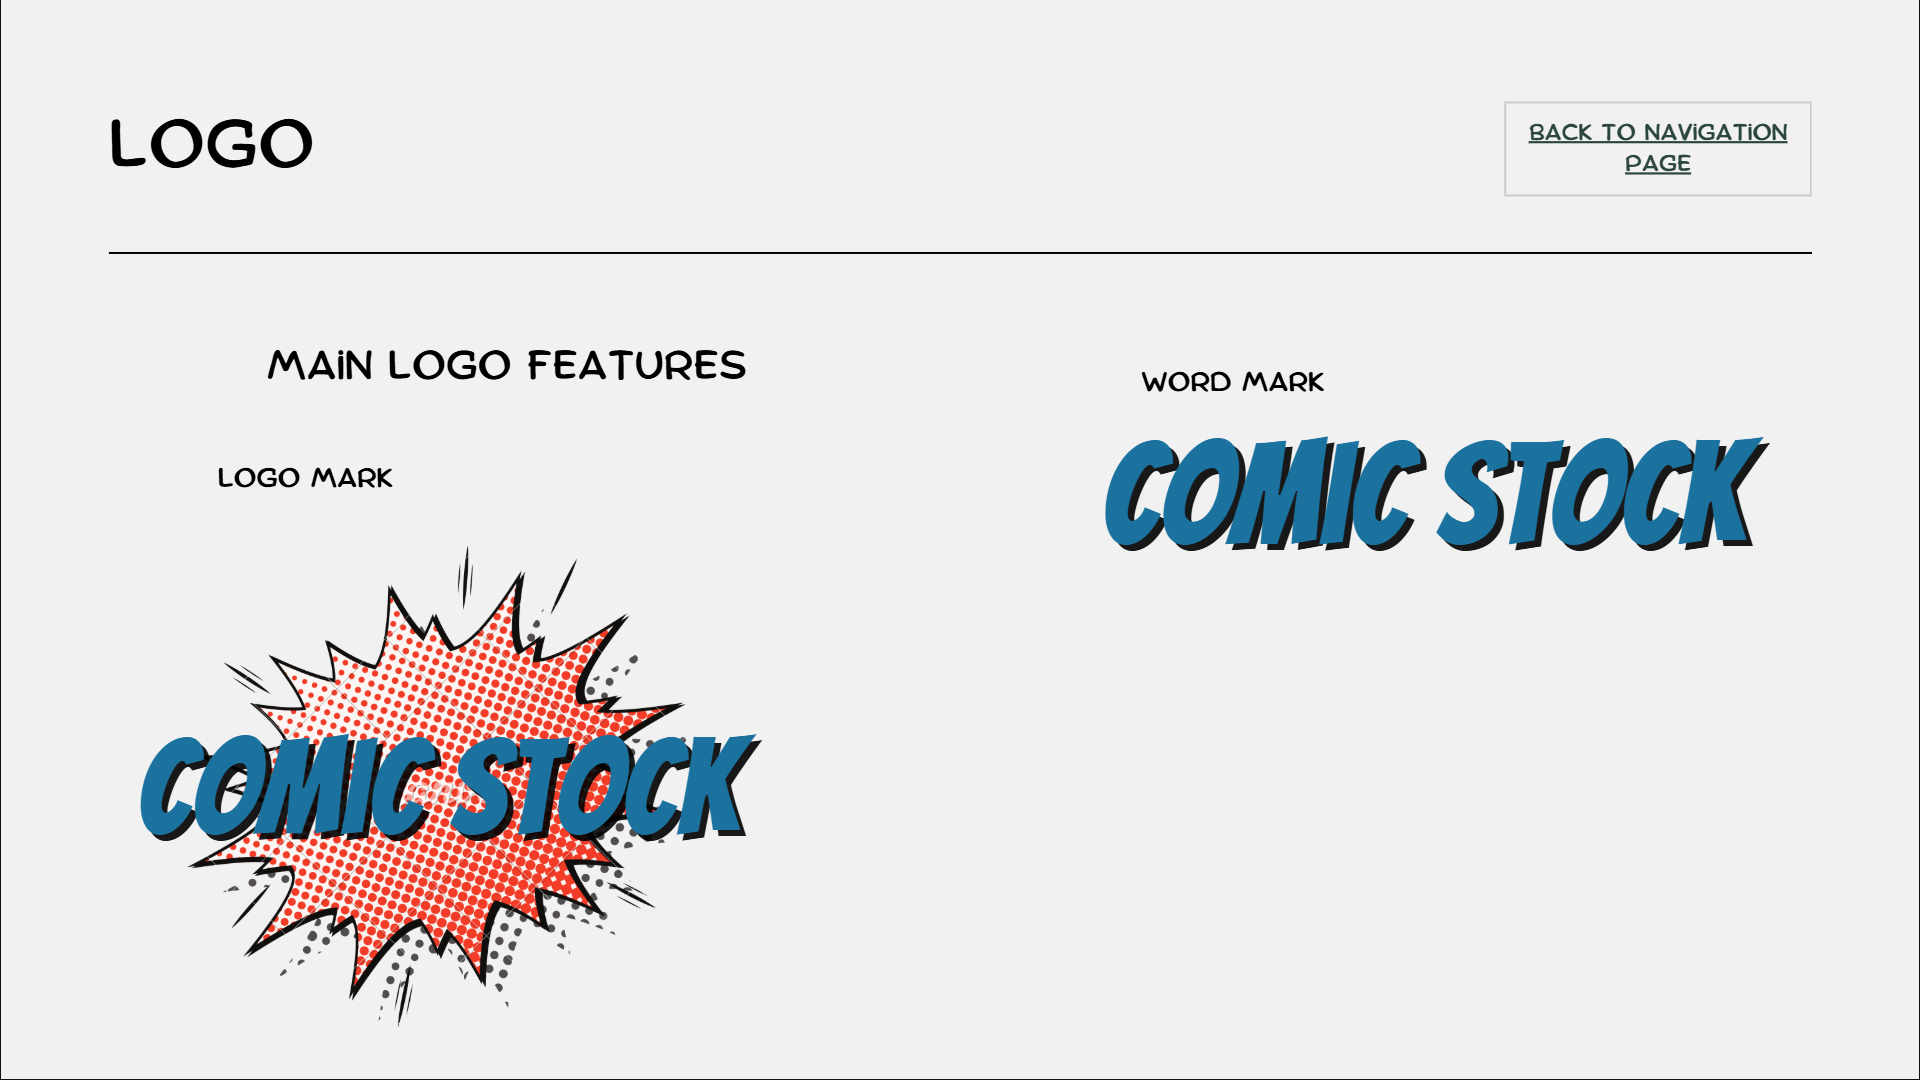 LOGO
BACK TO NAViGATiON
PAGE
MAiN LOGO FEATURES
LOGO MARK
COMIC STOCK
WORD MARK
COMIC STOCK